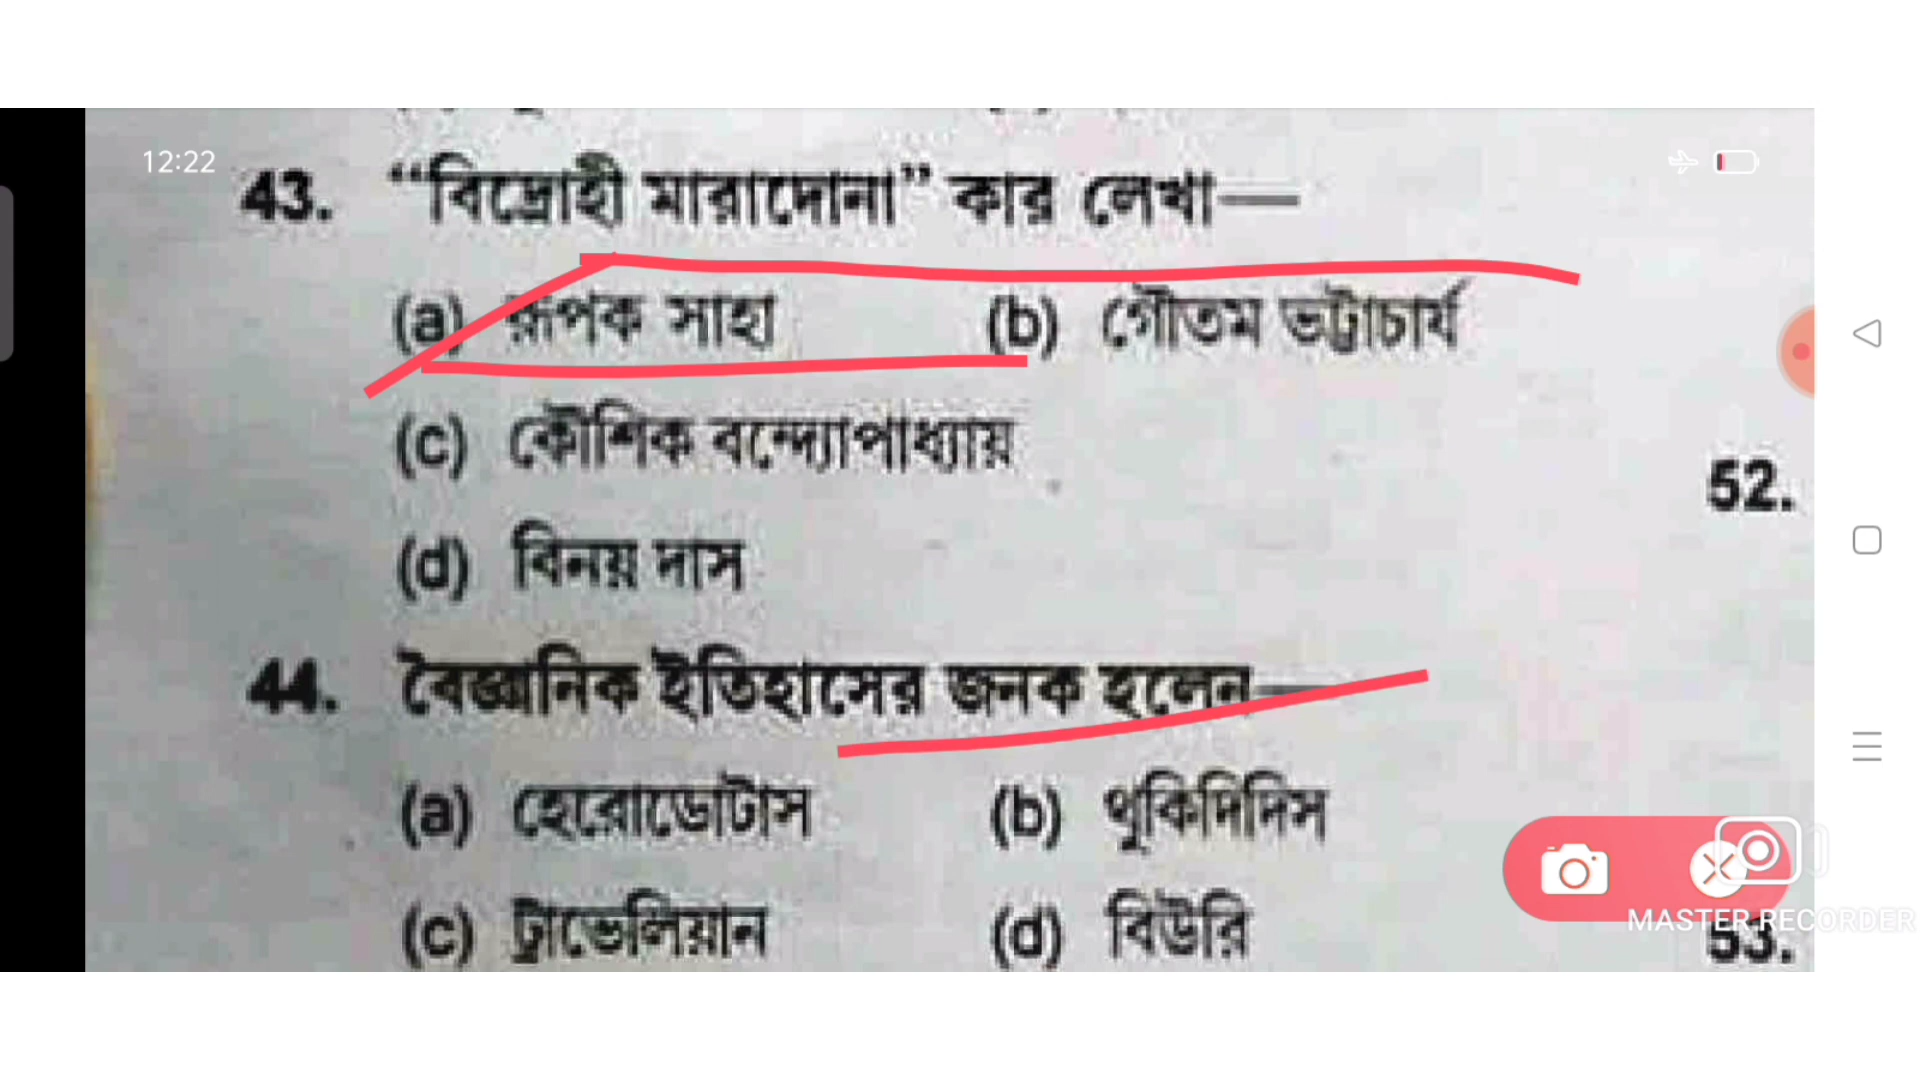 12:22
43. “বিদ্রোহী মারাদোনা” কার লেখা—
(a) রূপক সাহা (b) গৌতম ভট্টাচার্য
(c) কৌশিক বন্দ্যোপাধ্যায়
52.
(d) বিনয় দাস
44. বৈজ্ঞানিক ইতিহাসের জনক হলেন—
(a) হেরোডোটাস (b) থুকিদিদিস
MASTER RECORDER
(c) ট্রাভেলিয়ান (d) বিউরি
53.